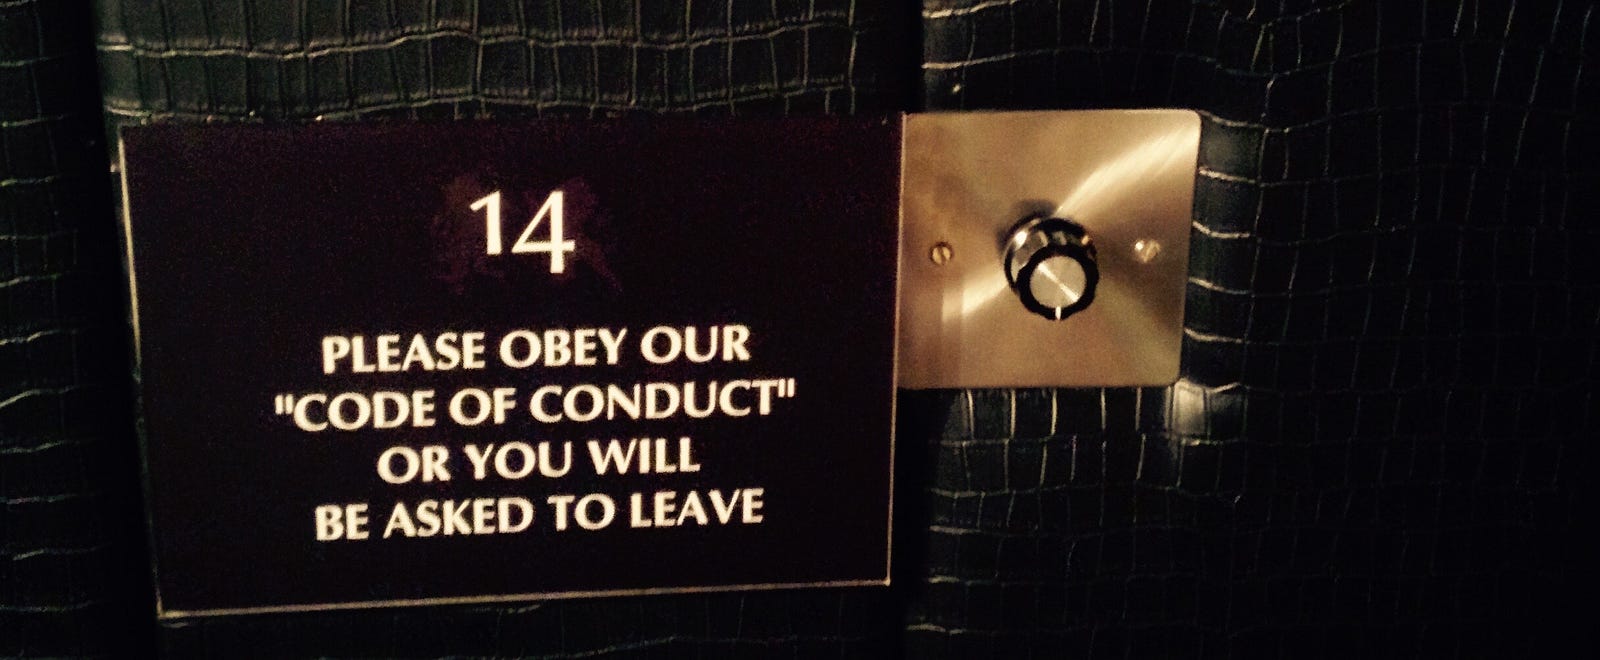 14
PLEASE OBEY OUR
"CODE OF CONDUCT"
OR YOU WILL
BE ASKED TO LEAVE